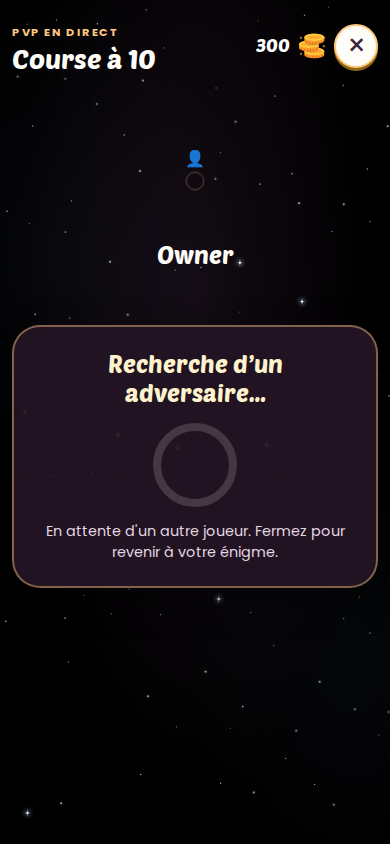 PVP EN DIRECT
Course à 10
300
×
Owner
Recherche d’un
adversaire...
En attente d'un autre joueur. Fermez pour
revenir à votre énigme.